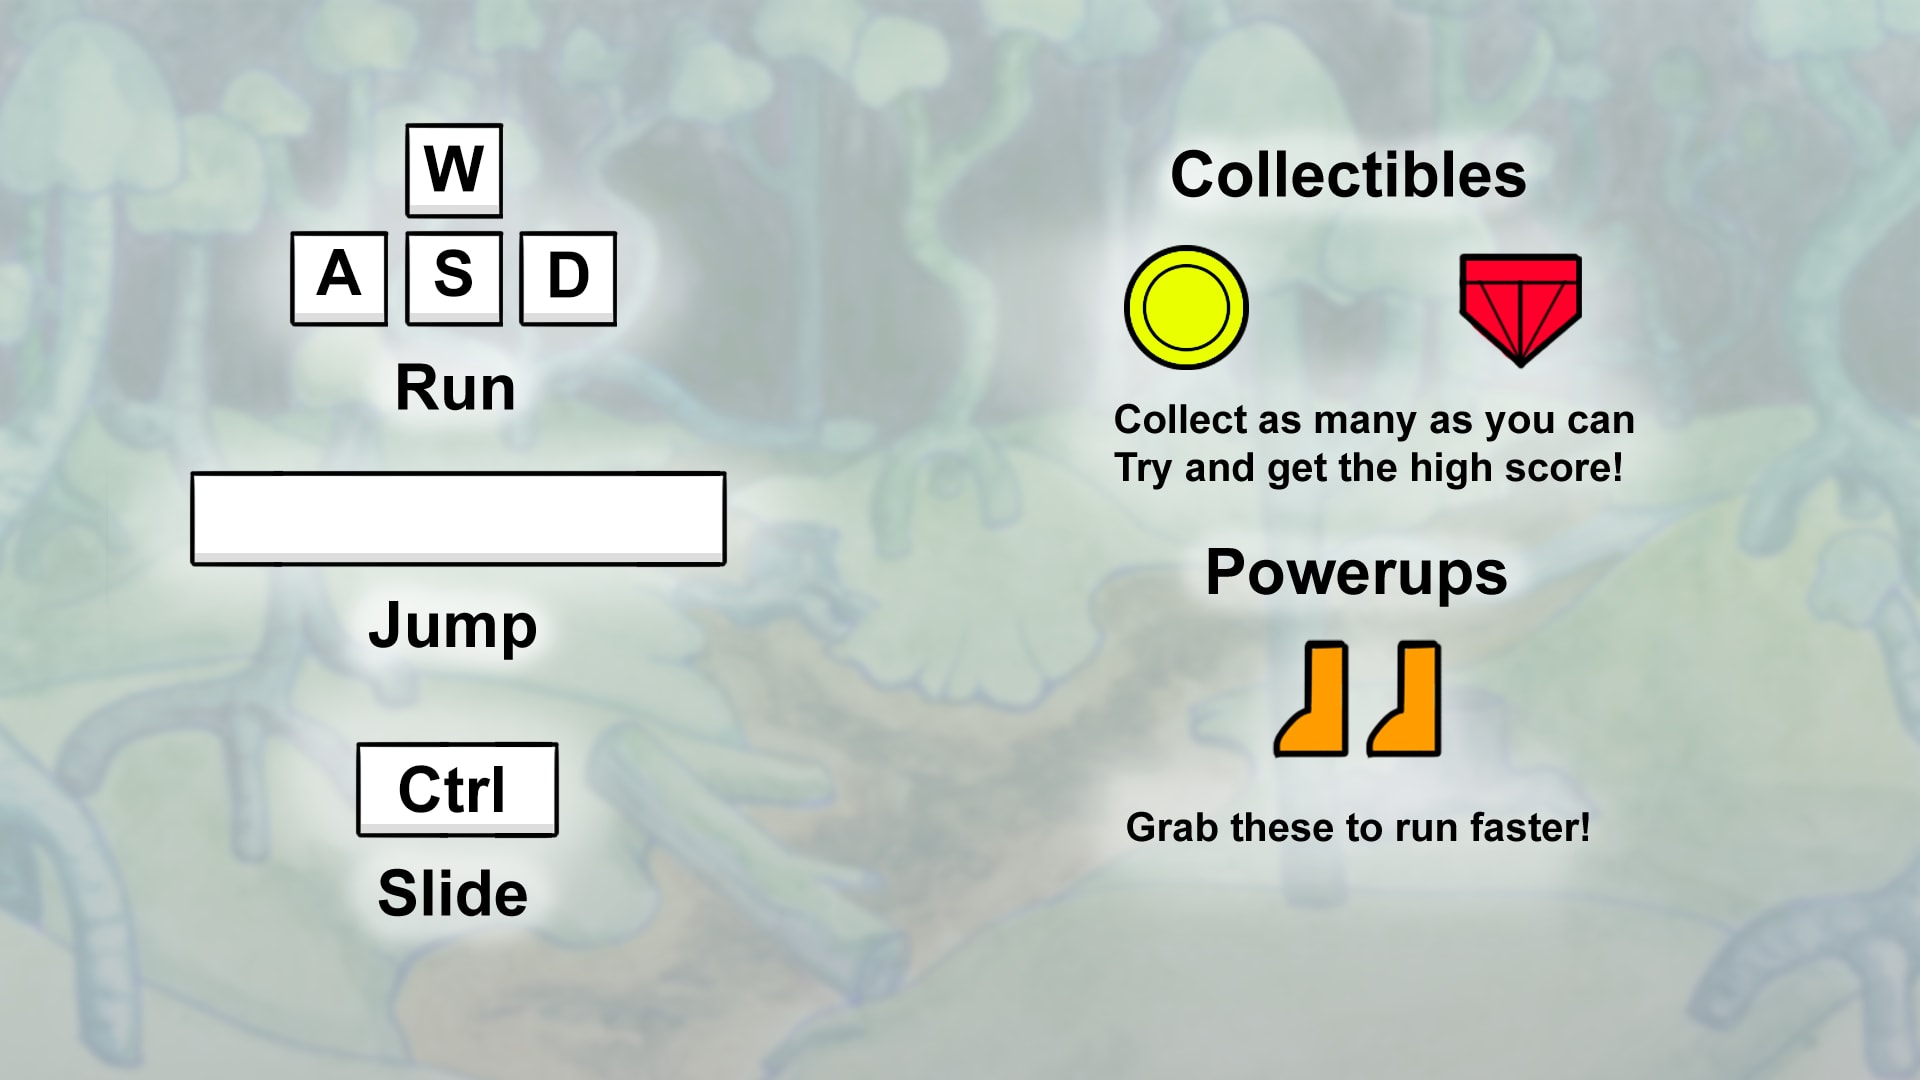 W
A S D
Run
Jump
Ctrl
Slide
Collectibles
Collect as many as you can
Try and get the high score!
Powerups
Grab these to run faster!